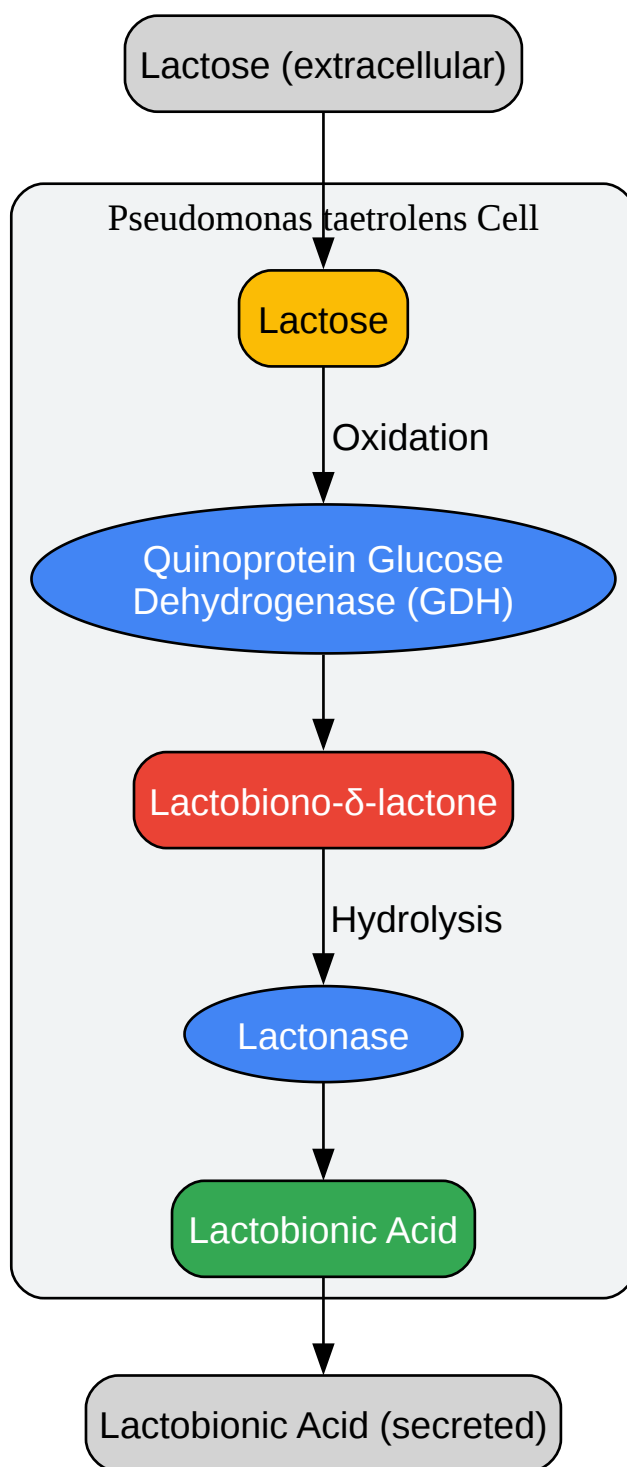 Lactose (extracellular)
Pseudomonas taetrolens Cell
Lactose
Oxidation
Quinoprotein Glucose
Dehydrogenase (GDH)
Lactobiono-δ-lactone
Hydrolysis
Lactonase
Lactobionic Acid
Lactobionic Acid (secreted)